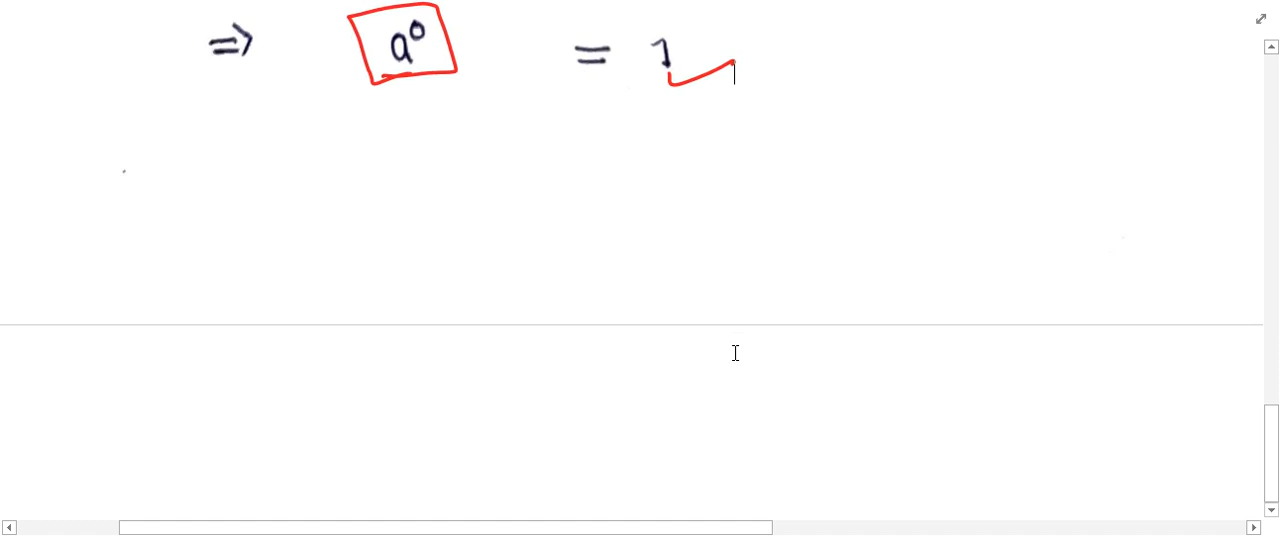 ⇒ a⁰ = 1